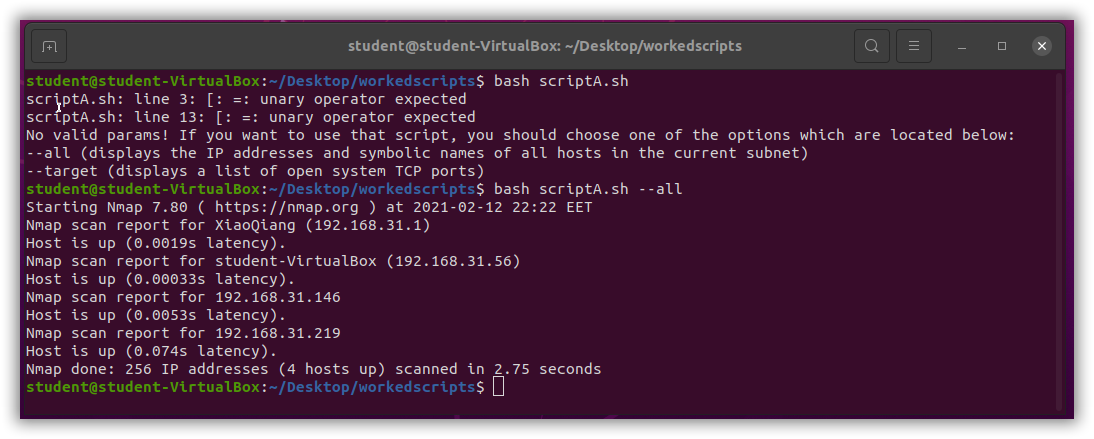 student@student-VirtualBox: ~/Desktop/workedscripts
student@student-VirtualBox:~/Desktop/workedscripts$ bash scriptA.sh
scriptA.sh: line 3: [: =: unary operator expected
scriptA.sh: line 13: [: =: unary operator expected
No valid params! If you want to use that script, you should choose one of the options which are located below:
--all (displays the IP addresses and symbolic names of all hosts in the current subnet)
--target (displays a list of open system TCP ports)
student@student-VirtualBox:~/Desktop/workedscripts$ bash scriptA.sh --all
Starting Nmap 7.80 ( https://nmap.org ) at 2021-02-12 22:22 EET
Nmap scan report for XiaoQiang (192.168.31.1)
Host is up (0.0019s latency).
Nmap scan report for student-VirtualBox (192.168.31.56)
Host is up (0.00033s latency).
Nmap scan report for 192.168.31.146
Host is up (0.0053s latency).
Nmap scan report for 192.168.31.219
Host is up (0.074s latency).
Nmap done: 256 IP addresses (4 hosts up) scanned in 2.75 seconds
student@student-VirtualBox:~/Desktop/workedscripts$